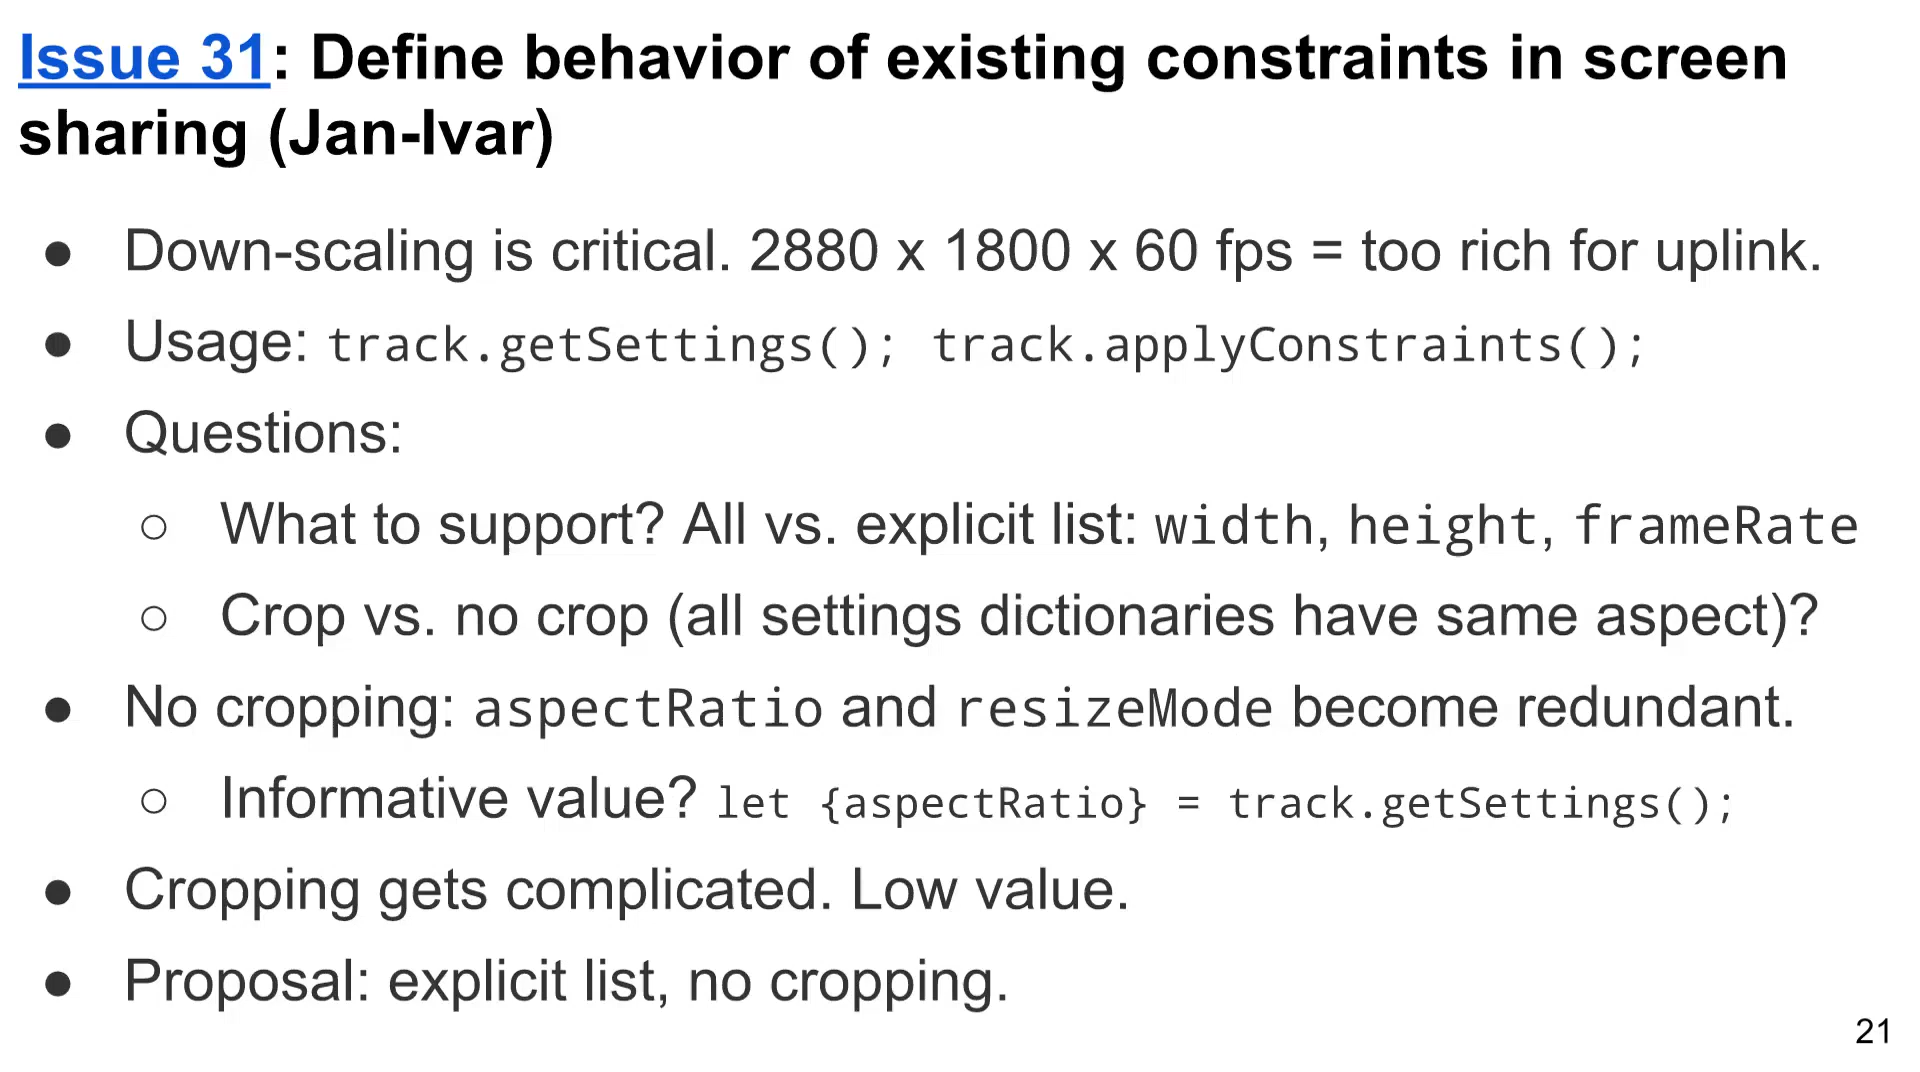 Issue 31: Define behavior of existing constraints in screen
sharing (Jan-Ivar)
● Down-scaling is critical. 2880 x 1800 x 60 fps = too rich for uplink.
● Usage: track.getSettings(); track.applyConstraints();
● Questions:
○ What to support? All vs. explicit list: width, height, frameRate
○ Crop vs. no crop (all settings dictionaries have same aspect)?
● No cropping: aspectRatio and resizeMode become redundant.
○ Informative value? let {aspectRatio} = track.getSettings();
● Cropping gets complicated. Low value.
● Proposal: explicit list, no cropping.
21